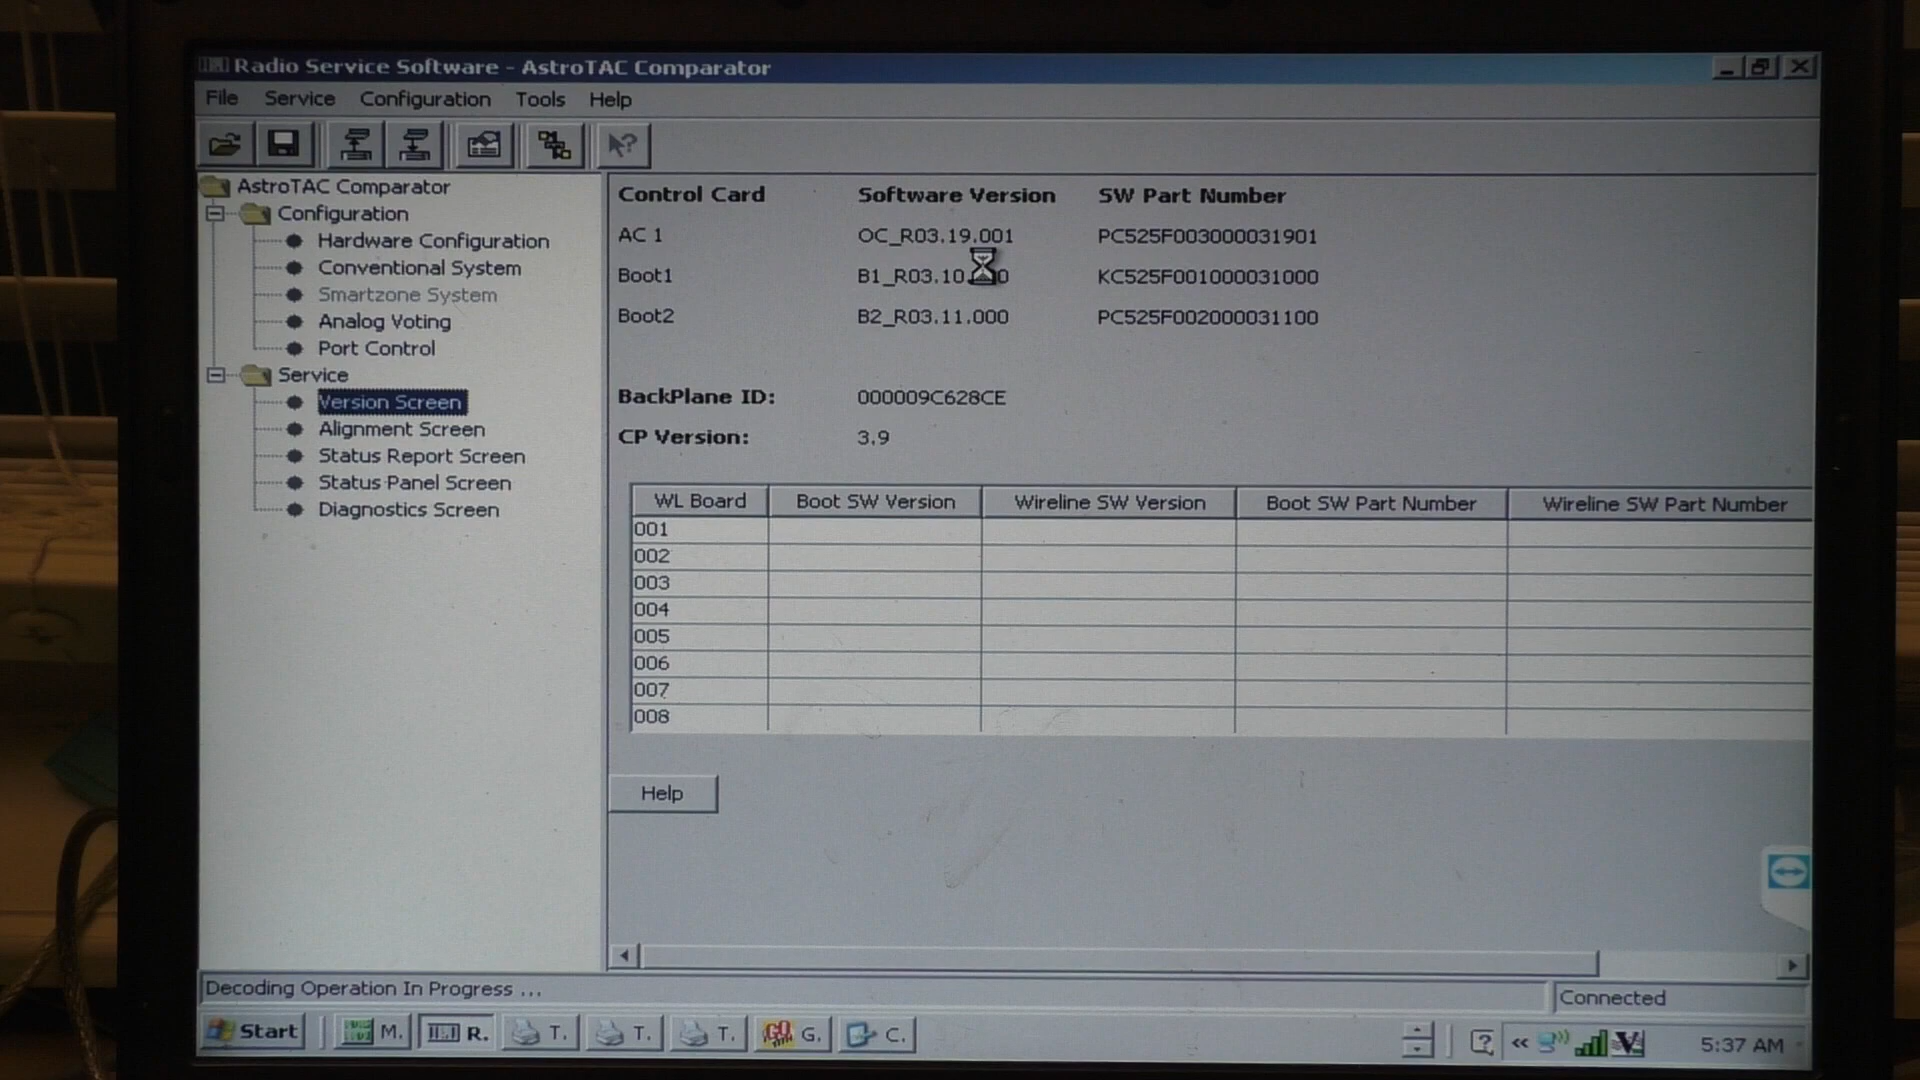 Radio Service Software - AstroTAC Comparator
File Service Configuration Tools Help
AstroTAC Comparator
Configuration
Hardware Configuration
Conventional System
Smartzone System
Analog Voting
Port Control
Service
Version Screen
Alignment Screen
Status Report Screen
Status Panel Screen
Diagnostics Screen
Control Card Software Version SW Part Number
AC 1 OC_R03.19.001 PC525F003000031901
Boot1 KC525F001000031000
Boot2 B2_R03.11.000 PC525F002000031100
BackPlane ID: 000009C628CE
CP Version: 3.9
WL Board Boot SW Version Wireline SW Version Boot SW Part Number Wireline SW Part Number
001
002
003
004
005
006
007
008
Help
Decoding Operation In Progress ...
Connected
Start M. R. T. T. T. G. C. 5:37 AM